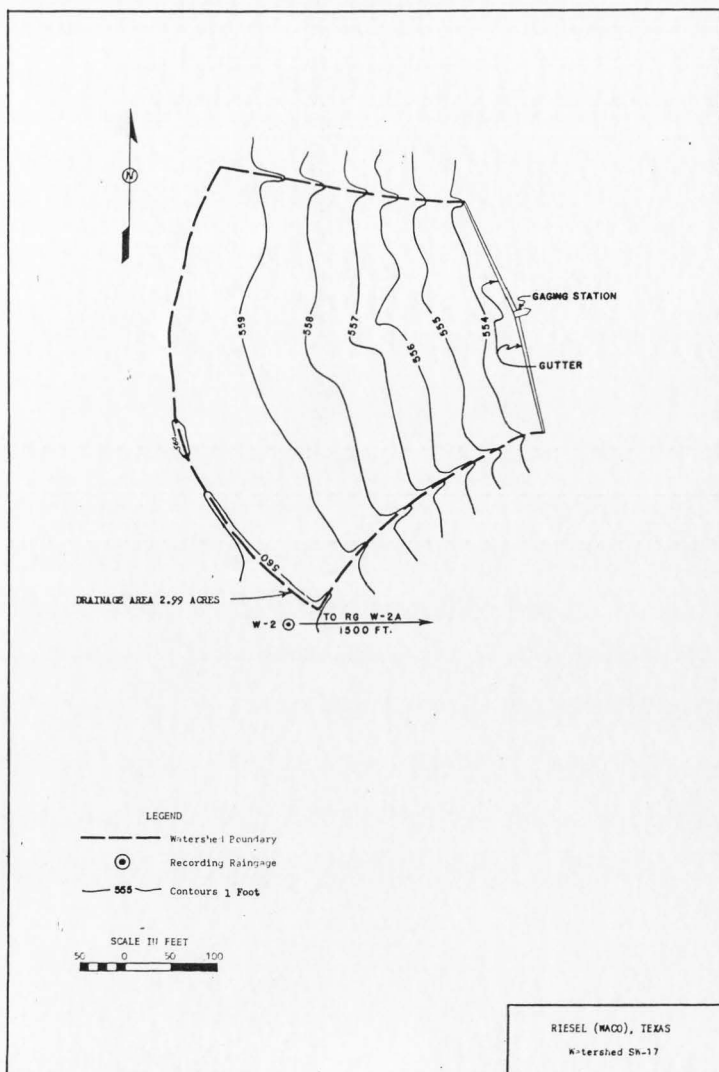 N
GAGING STATION
559
558
557
556
555
554
GUTTER
560
560
DRAINAGE AREA 2.99 ACRES
W-2
TO RG W-2A
1500 FT.
LEGEND
Watershed Boundary
Recording Raingage
555 Contours 1 Foot
SCALE IN FEET
50 0 50 100
RIESEL (WACO), TEXAS
Watershed SW-17